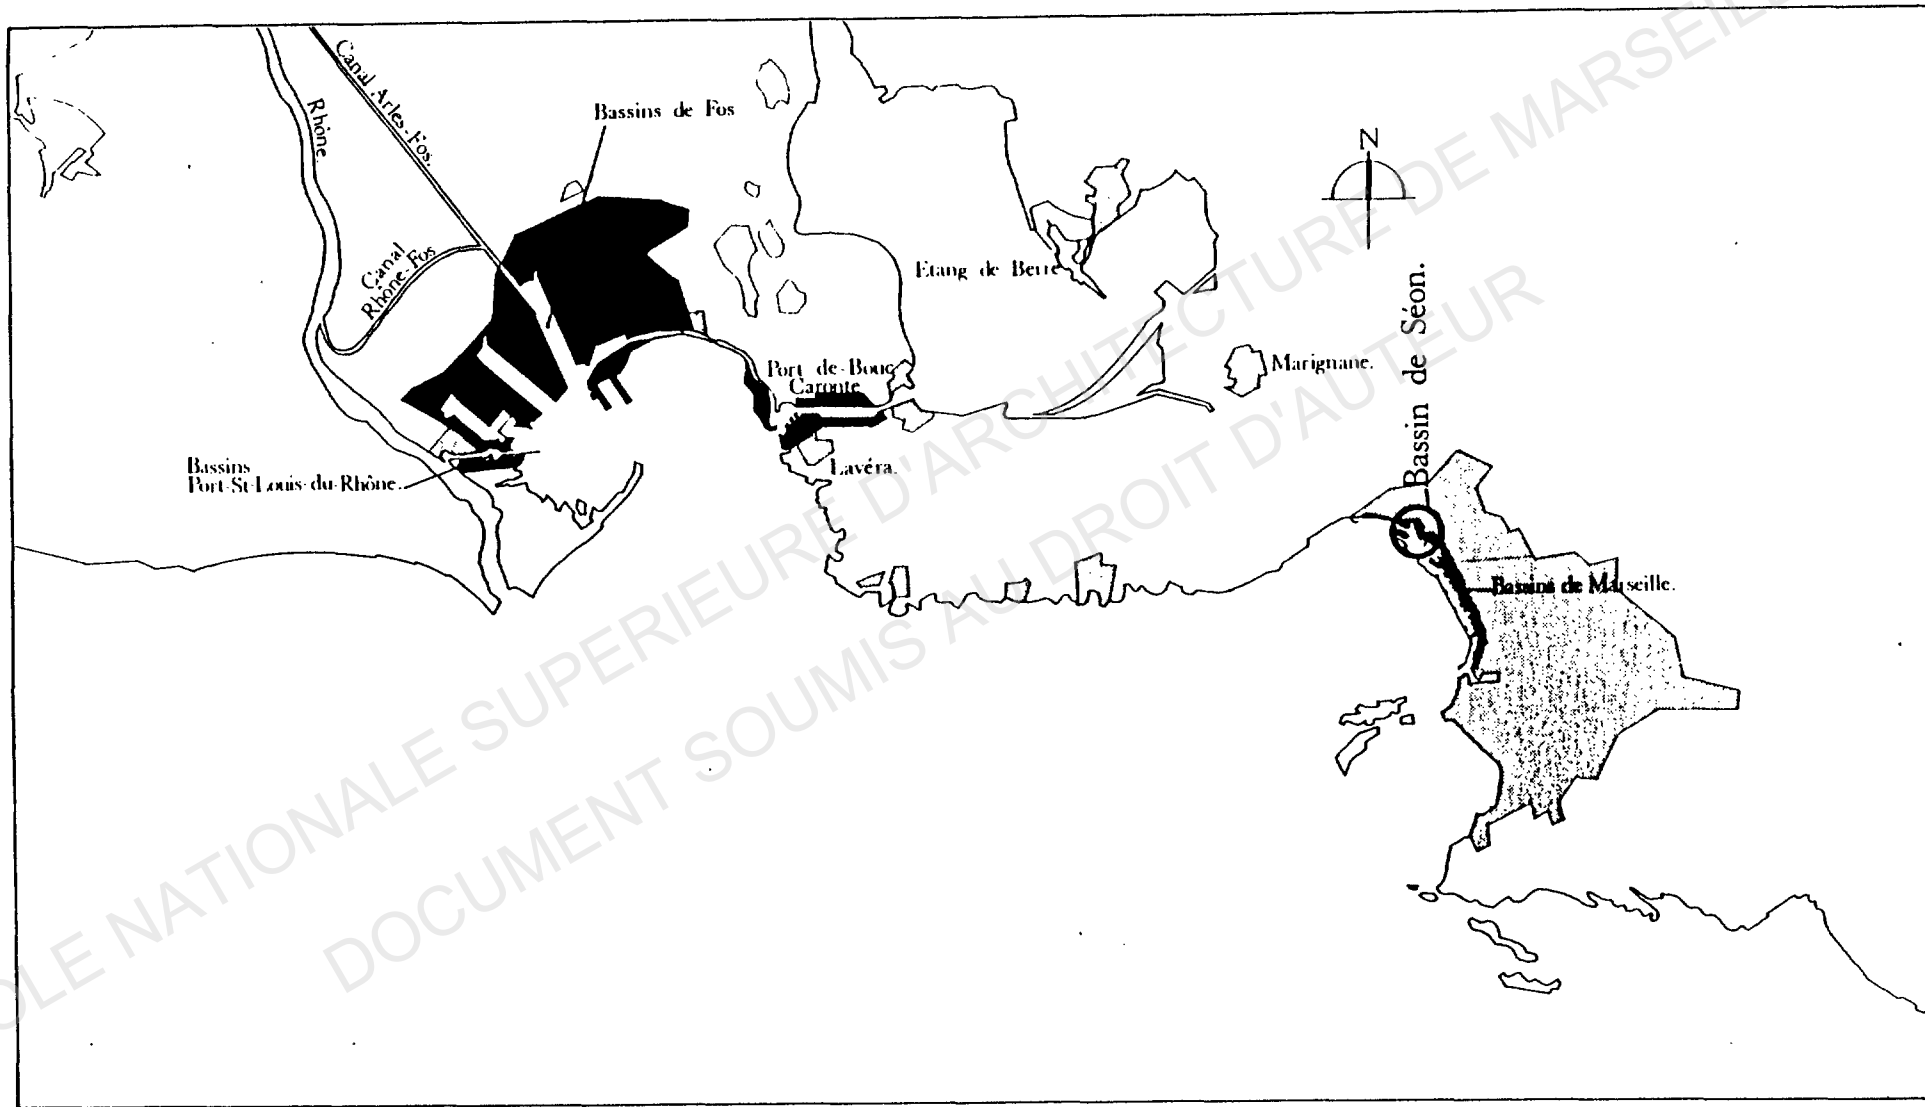 Rhône.
Canal Arles-Fos.
Bassins de Fos
N
Canal
Rhône-Fos
Etang de Berre
Bassin de Séon.
Marignane.
Port-de-Bouc
Caronte
Lavéra.
Bassins
Port-St-Louis-du-Rhône.
Bassins de Marseille.
OLE NATIONALE SUPERIEURE D'ARCHITECTURE DE MARSEILL
DOCUMENT SOUMIS AU DROIT D'AUTEUR